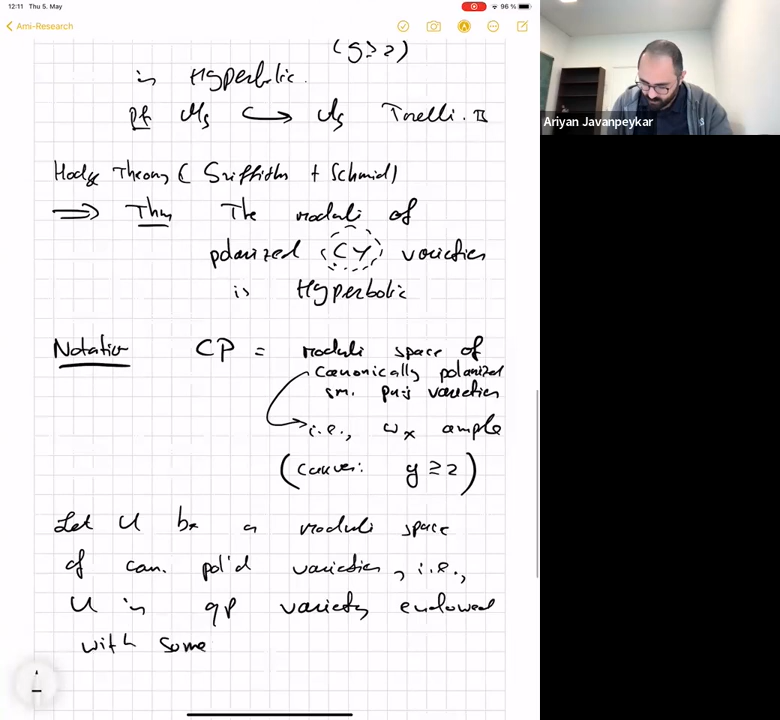 12:11 Thu 5. May
96 %
Ami-Research
(g ≥ 2)
is Hyperbolic.
Pf Mg ↪ Ag Torelli.
Hodge Theory (Griffiths + Schmid)
⟹ Thm The moduli of
polarized (CY) varieties
is Hyperbolic
Notation CP = moduli space of
canonically polarized
sm. proj varieties
i.e., ω_X ample
(curves: g ≥ 2)
Let U be a moduli space
of can. pol'd varieties, i.e.,
U is qp variety endowed
with some
Ariyan Javanpeykar